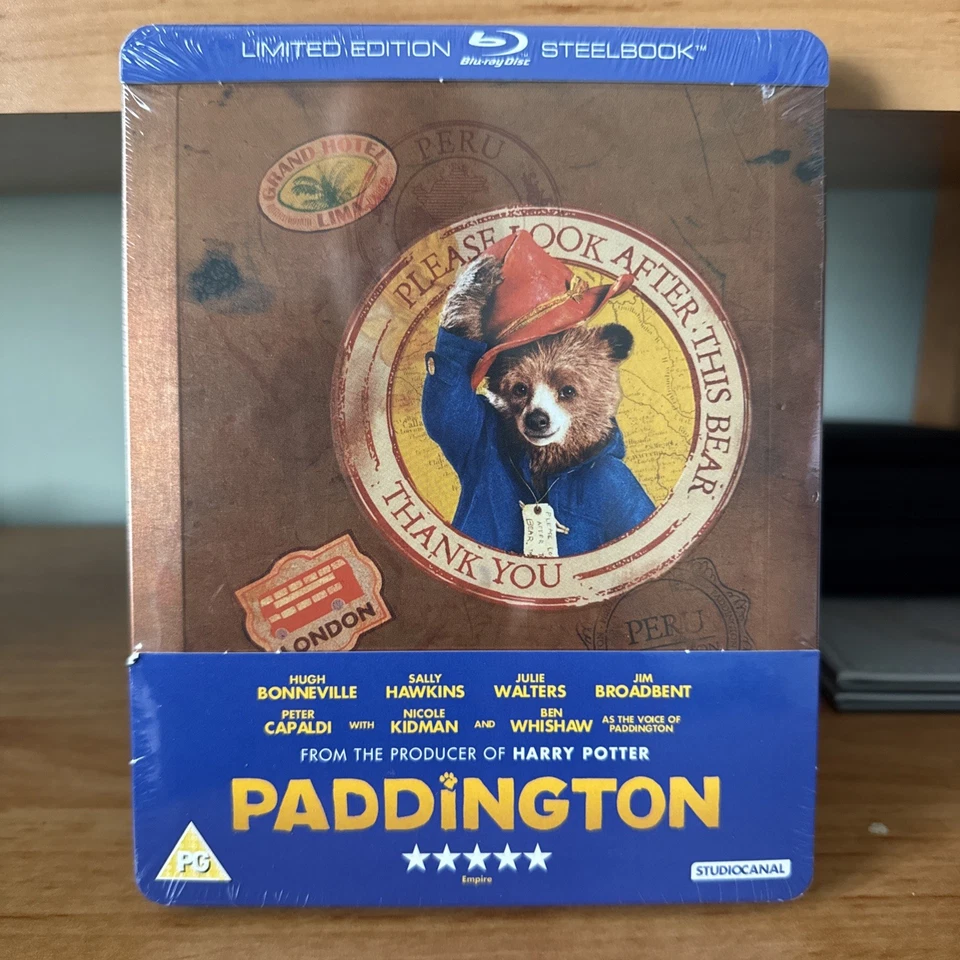 LIMITED EDITION Blu-ray Disc STEELBOOK™
GRAND HOTEL
LIMA
PERU
PLEASE LOOK AFTER THIS BEAR
THANK YOU
LONDON
PERU
HUGH BONNEVILLE SALLY HAWKINS JULIE WALTERS JIM BROADBENT
PETER CAPALDI WITH NICOLE KIDMAN AND BEN WHISHAW AS THE VOICE OF PADDINGTON
FROM THE PRODUCER OF HARRY POTTER
PADDiNGTON
PG
★★★★★
Empire
STUDIOCANAL